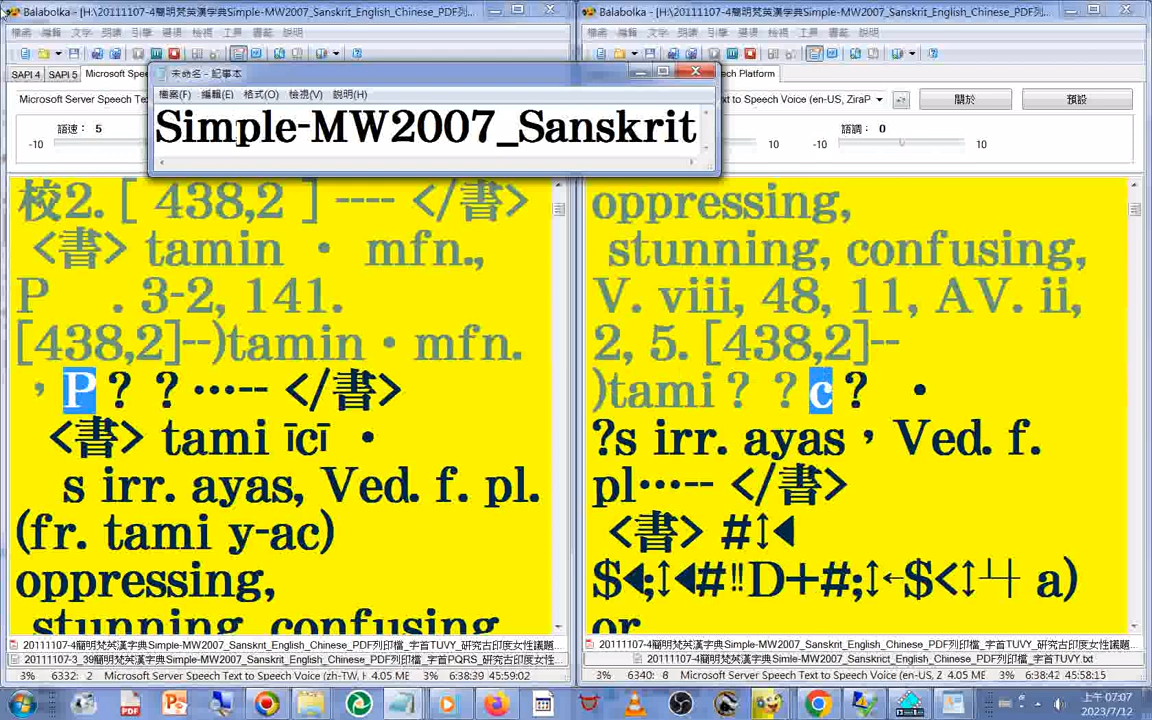 Balabolka - [H:\20111107-4簡明梵英漢字典Simple-MW2007_Sanskrit_English_Chinese_PDF列...
Balabolka - [H:\20111107-4簡明梵英漢字典Simple-MW2007_Sanskrit_English_Chinese_PDF列...
SAPI 4 SAPI 5 Microsoft Spee
ch Platform
未命名 - 記事本
檔案(F) 編輯(E) 格式(O) 檢視(V) 說明(H)
Simple-MW2007_Sanskrit
Microsoft Server Speech Text
t to Speech Voice (en-US, ZiraP
關於 預設
語速： 5
-10
10
語調： 0
-10 10
校2. [ 438,2 ] ---- </書>
<書> tamin • mfn.,
P . 3-2, 141.
[438,2]--)tamin • mfn.
，P？？…-- </書>
<書> tami īcī •
s irr. ayas, Ved. f. pl.
(fr. tami y-ac)
oppressing,
stunning, confusing
oppressing,
stunning, confusing,
V. viii, 48, 11, AV. ii,
2, 5. [438,2]--
)tami？？c？ •
?s irr. ayas，Ved. f.
pl…-- </書>
<書> #↕◀
$◀;↕◀#‼D+#;↕←$<↕┴┼ a)
or
20111107-4簡明梵英漢字典Simple-MW2007_Sanskrit_English_Chinese_PDF列印檔_字首TUVY_研究古印度女性議題...
20111107-3_39簡明梵英漢字典Simple-MW2007_Sanskrit_English_Chinese_PDF列印檔_字首PQRS_研究古印度女性...
3% 6332: 2 Microsoft Server Speech Text to Speech Voice (zh-TW, H 4.05 ME 3% 6:38:39 45:59:02
20111107-4簡明梵英漢字典Simple-MW2007_Sanskrit_English_Chinese_PDF列印檔_字首TUVY_研究古印度女性議題...
20111107-4簡明梵英漢字典Simle-MW2007_Sanskrict_English_Chinese_PDF列印檔_字首TUVY.txt
3% 6340: 8 Microsoft Server Speech Text to Speech Voice (en-US, Z 4.05 ME 3% 6:38:42 45:58:15
上午 07:07
2023/7/12